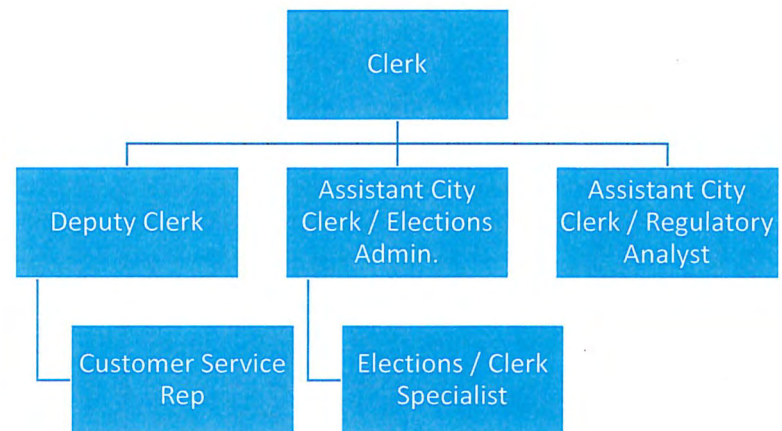 Clerk
Deputy Clerk
Assistant City
Clerk / Elections
Admin.
Assistant City
Clerk / Regulatory
Analyst
Customer Service
Rep
Elections / Clerk
Specialist